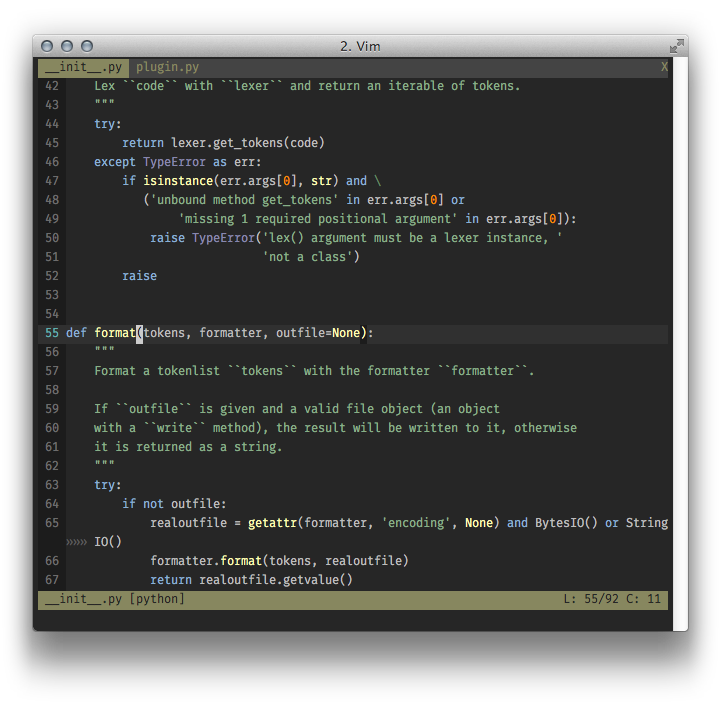 2. Vim
__init__.py plugin.py X
42 Lex ``code`` with ``lexer`` and return an iterable of tokens.
43 """
44 try:
45 return lexer.get_tokens(code)
46 except TypeError as err:
47 if isinstance(err.args[0], str) and \
48 ('unbound method get_tokens' in err.args[0] or
49 'missing 1 required positional argument' in err.args[0]):
50 raise TypeError('lex() argument must be a lexer instance, '
51 'not a class')
52 raise
53
54
55 def format(tokens, formatter, outfile=None):
56 """
57 Format a tokenlist ``tokens`` with the formatter ``formatter``.
58
59 If ``outfile`` is given and a valid file object (an object
60 with a ``write`` method), the result will be written to it, otherwise
61 it is returned as a string.
62 """
63 try:
64 if not outfile:
65 realoutfile = getattr(formatter, 'encoding', None) and BytesIO() or String
»»» IO()
66 formatter.format(tokens, realoutfile)
67 return realoutfile.getvalue()
__init__.py [python] L: 55/92 C: 11